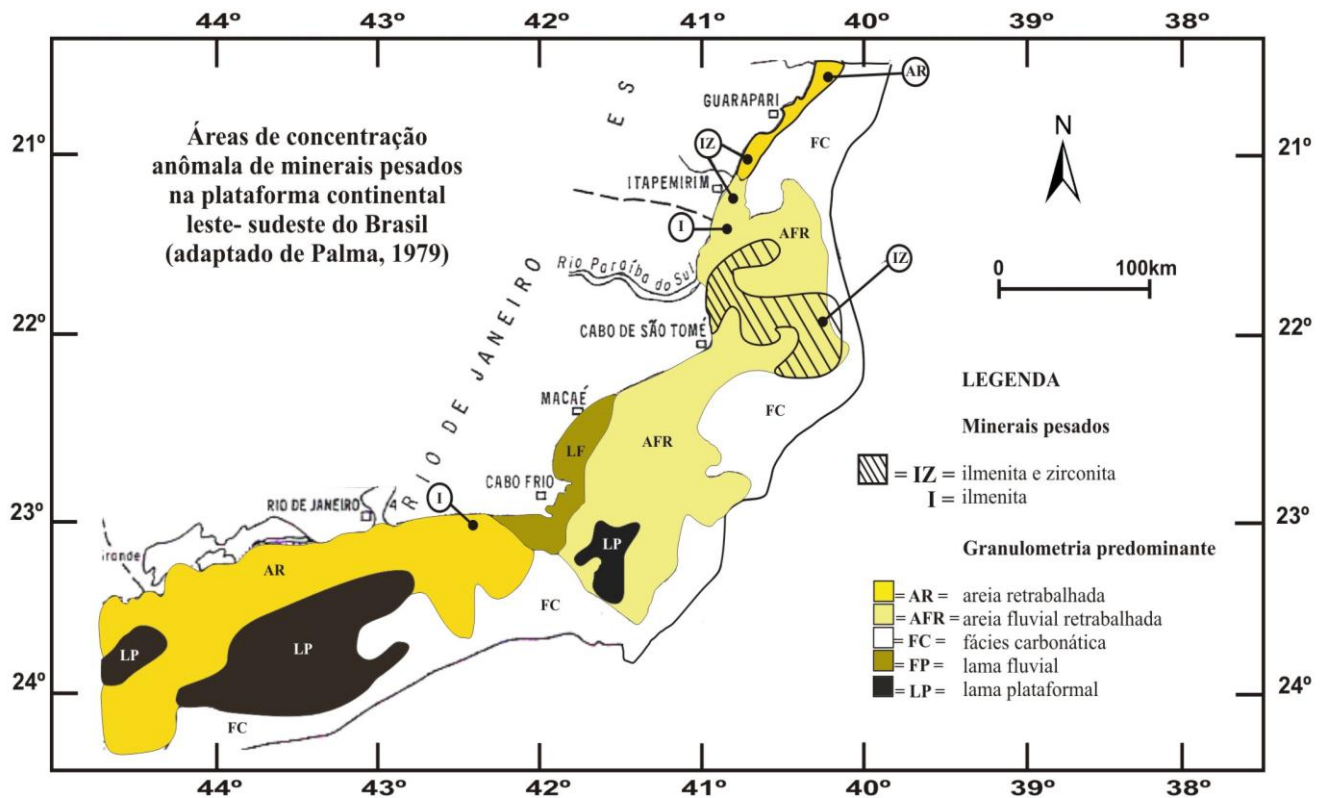 44º 43º 42º 41º 40º 39º 38º
Áreas de concentração
anômala de minerais pesados
na plataforma continental
leste- sudeste do Brasil
(adaptado de Palma, 1979)
ES
RIO DE JANEIRO
AR
GUARAPARI
FC
IZ
N
21º
21º
ITAPEMIRIM
I
AFR
IZ
Rio Paraíba do Sul
0 100km
22º
22º
CABO DE SÃO TOMÉ
LEGENDA
MACAÉ
FC
Minerais pesados
AFR
LF
= IZ = ilmenita e zirconita
I = ilmenita
CABO FRIO
I
RIO DE JANEIRO
23º
23º
Granulometria predominante
LP
Grande
AR
FC
= AR = areia retrabalhada
= AFR = areia fluvial retrabalhada
= FC = fácies carbonática
= FP = lama fluvial
= LP = lama plataformal
LP
LP
24º
24º
FC
44º 43º 42º 41º 40º 39º 38º